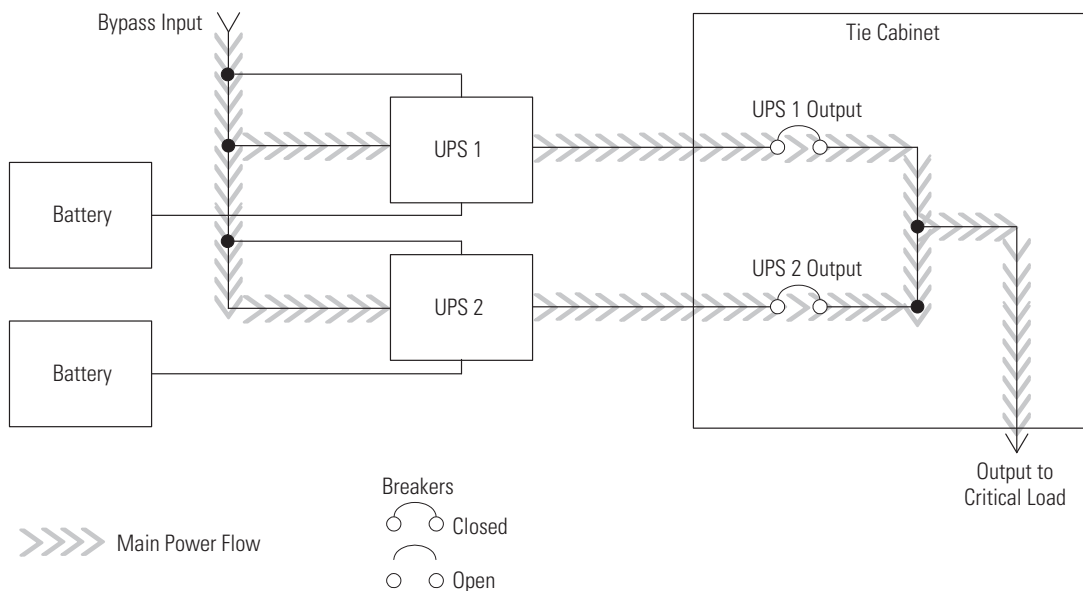 Bypass Input
Tie Cabinet
UPS 1 Output
UPS 1
Battery
UPS 2 Output
UPS 2
Battery
Output to
Critical Load
Breakers
Closed
Main Power Flow
Open